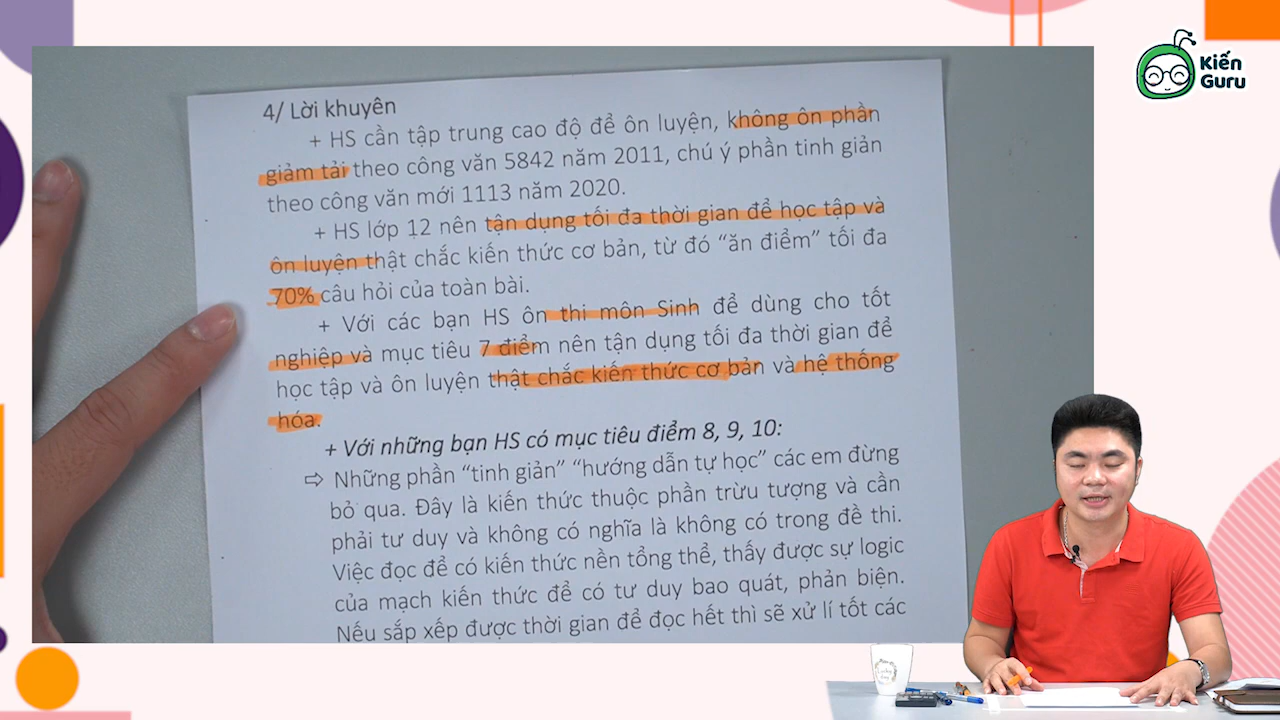 4/ Lời khuyên
+ HS cần tập trung cao độ để ôn luyện, không ôn phần
giảm tải theo công văn 5842 năm 2011, chú ý phần tinh giản
theo công văn mới 1113 năm 2020.
+ HS lớp 12 nên tận dụng tối đa thời gian để học tập và
ôn luyện thật chắc kiến thức cơ bản, từ đó “ăn điểm” tối đa
70% câu hỏi của toàn bài.
+ Với các bạn HS ôn thi môn Sinh để dùng cho tốt
nghiệp và mục tiêu 7 điểm nên tận dụng tối đa thời gian để
học tập và ôn luyện thật chắc kiến thức cơ bản và hệ thống
hóa.
+ Với những bạn HS có mục tiêu điểm 8, 9, 10:
⇨ Những phần “tinh giản” “hướng dẫn tự học” các em đừng
bỏ qua. Đây là kiến thức thuộc phần trừu tượng và cần
phải tư duy và không có nghĩa là không có trong đề thi.
Việc đọc để có kiến thức nền tổng thể, thấy được sự logic
của mạch kiến thức để có tư duy bao quát, phản biện.
Nếu sắp xếp được thời gian để đọc hết thì sẽ xử lí tốt các
Kiến
Guru